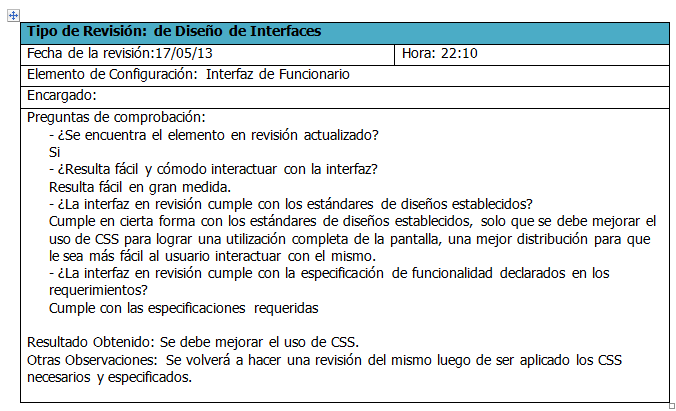 Tipo de Revisión: de Diseño de Interfaces
Fecha de la revisión:17/05/13 Hora: 22:10
Elemento de Configuración: Interfaz de Funcionario
Encargado:
Preguntas de comprobación:
- ¿Se encuentra el elemento en revisión actualizado?
Si
- ¿Resulta fácil y cómodo interactuar con la interfaz?
Resulta fácil en gran medida.
- ¿La interfaz en revisión cumple con los estándares de diseños establecidos?
Cumple en cierta forma con los estándares de diseños establecidos, solo que se debe mejorar el
uso de CSS para lograr una utilización completa de la pantalla, una mejor distribución para que
le sea más fácil al usuario interactuar con el mismo.
- ¿La interfaz en revisión cumple con la especificación de funcionalidad declarados en los
requerimientos?
Cumple con las especificaciones requeridas
Resultado Obtenido: Se debe mejorar el uso de CSS.
Otras Observaciones: Se volverá a hacer una revisión del mismo luego de ser aplicado los CSS
necesarios y especificados.